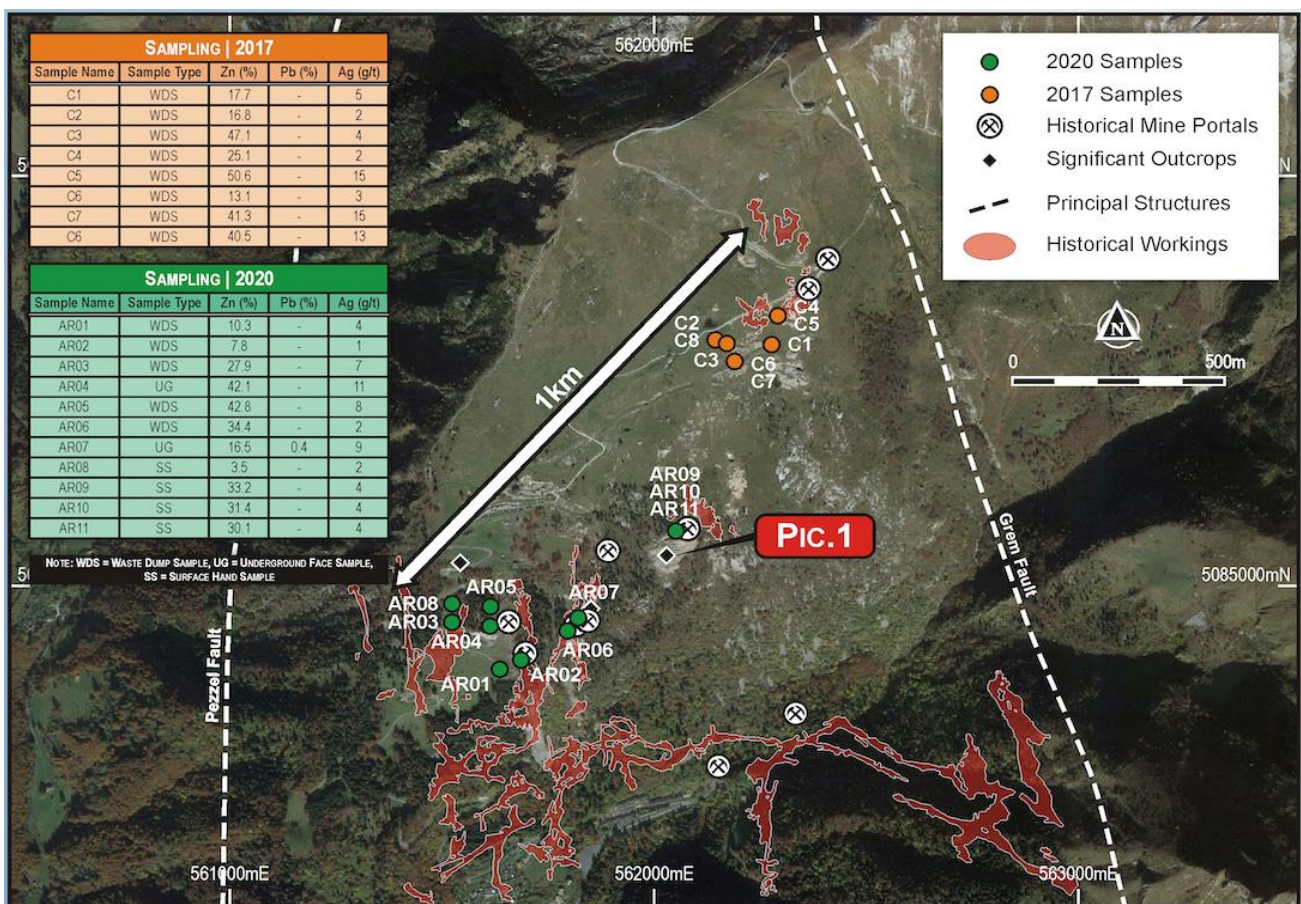 SAMPLING | 2017
Sample Name Sample Type Zn (%) Pb (%) Ag (g/t)
C1 WDS 17.7 - 5
C2 WDS 16.8 - 2
C3 WDS 47.1 - 4
C4 WDS 25.1 - 2
C5 WDS 50.6 - 15
C6 WDS 13.1 - 3
C7 WDS 41.3 - 15
C6 WDS 40.5 - 13
SAMPLING | 2020
Sample Name Sample Type Zn (%) Pb (%) Ag (g/t)
AR01 WDS 10.3 - 4
AR02 WDS 7.8 - 1
AR03 WDS 27.9 - 7
AR04 UG 42.1 - 11
AR05 WDS 42.8 - 8
AR06 WDS 34.4 - 2
AR07 UG 16.5 0.4 9
AR08 SS 3.5 - 2
AR09 SS 33.2 - 4
AR10 SS 31.4 - 4
AR11 SS 30.1 - 4
NOTE: WDS = WASTE DUMP SAMPLE, UG = UNDERGROUND FACE SAMPLE,
SS = SURFACE HAND SAMPLE
562000mE
2020 Samples
2017 Samples
Historical Mine Portals
Significant Outcrops
Principal Structures
Historical Workings
N
0 500m
C4
C5
C2
C8
C1
C3
C6
C7
1km
AR09
AR10
AR11
PIC.1
Grem Fault
5085000mN
AR05
AR07
AR08
AR03
AR04
AR06
AR02
AR01
Pezzel Fault
561000mE
562000mE
563000mE